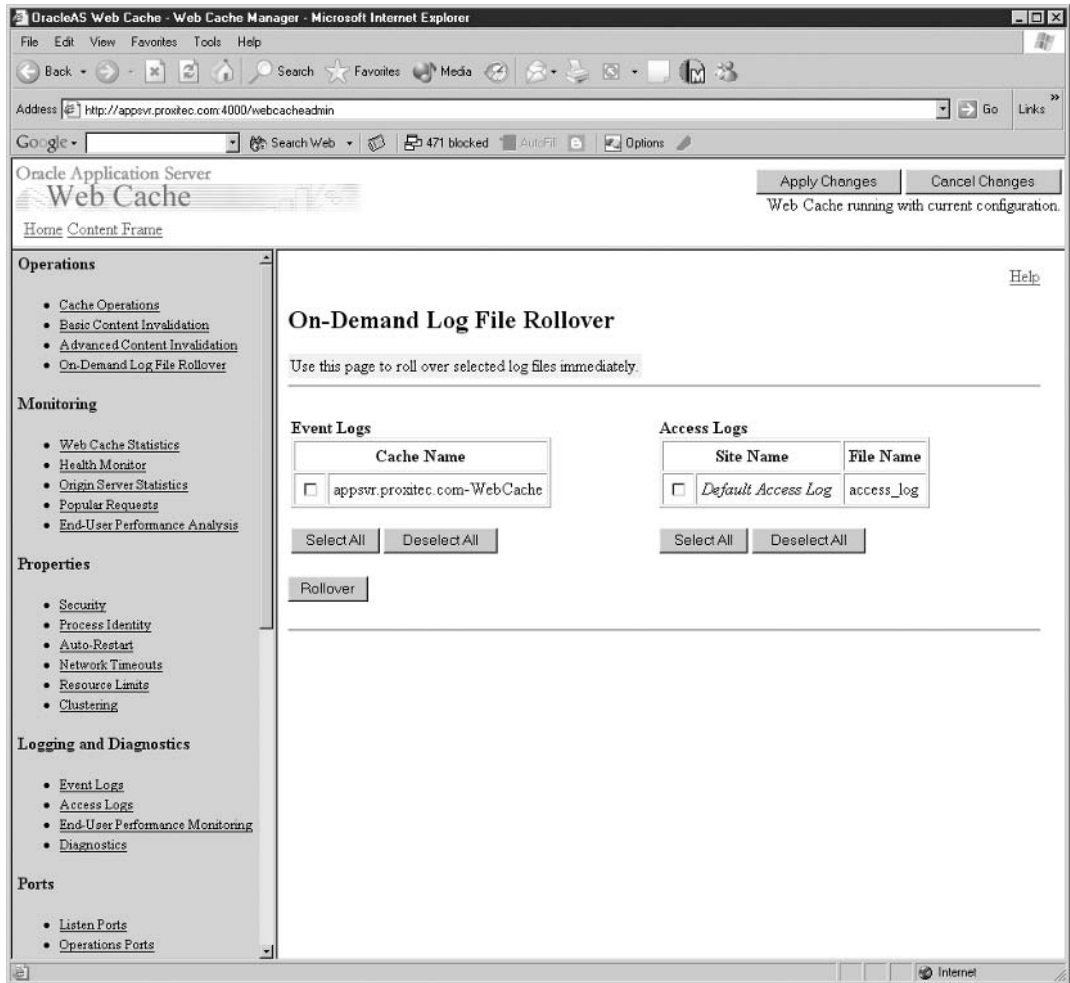 OracleAS Web Cache - Web Cache Manager - Microsoft Internet Explorer
File Edit View Favorites Tools Help
Back Search Favorites Media
Address http://appsvr.proxitec.com:4000/webcacheadmin Go Links »
Google Search Web 471 blocked AutoFill Options
Oracle Application Server
Web Cache
Home Content Frame
Apply Changes Cancel Changes
Web Cache running with current configuration.
Operations
Cache Operations
Basic Content Invalidation
Advanced Content Invalidation
On-Demand Log File Rollover
Monitoring
Web Cache Statistics
Health Monitor
Origin Server Statistics
Popular Requests
End-User Performance Analysis
Properties
Security
Process Identity
Auto-Restart
Network Timeouts
Resource Limits
Clustering
Logging and Diagnostics
Event Logs
Access Logs
End-User Performance Monitoring
Diagnostics
Ports
Listen Ports
Operations Ports
Help
On-Demand Log File Rollover
Use this page to roll over selected log files immediately.
Event Logs
Cache Name
appsvr.proxitec.com-WebCache
Select All Deselect All
Access Logs
Site Name File Name
Default Access Log access_log
Select All Deselect All
Rollover
Internet